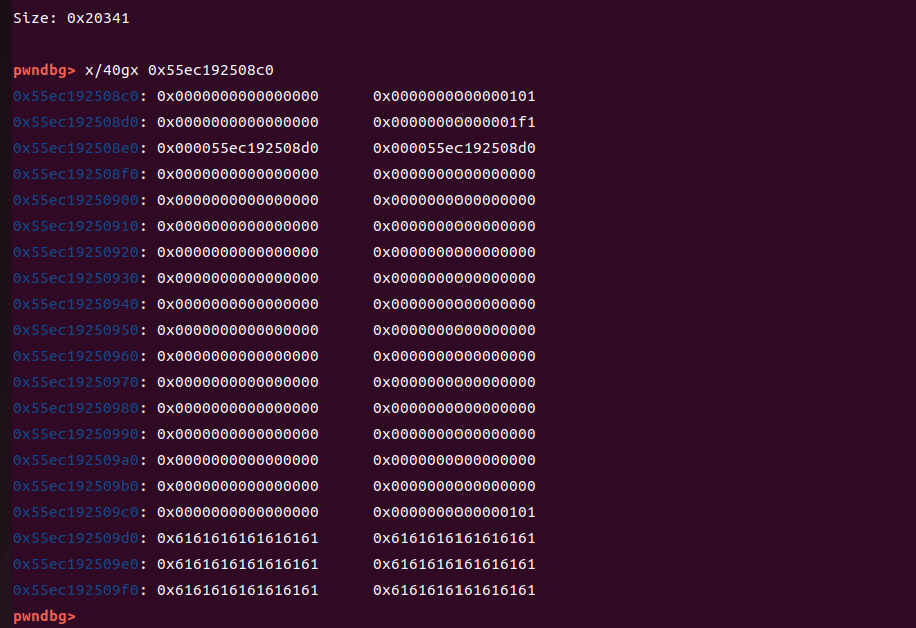 Size: 0x20341
pwndbg> x/40gx 0x55ec192508c0
0x55ec192508c0: 0x0000000000000000 0x0000000000000101
0x55ec192508d0: 0x0000000000000000 0x00000000000001f1
0x55ec192508e0: 0x000055ec192508d0 0x000055ec192508d0
0x55ec192508f0: 0x0000000000000000 0x0000000000000000
0x55ec19250900: 0x0000000000000000 0x0000000000000000
0x55ec19250910: 0x0000000000000000 0x0000000000000000
0x55ec19250920: 0x0000000000000000 0x0000000000000000
0x55ec19250930: 0x0000000000000000 0x0000000000000000
0x55ec19250940: 0x0000000000000000 0x0000000000000000
0x55ec19250950: 0x0000000000000000 0x0000000000000000
0x55ec19250960: 0x0000000000000000 0x0000000000000000
0x55ec19250970: 0x0000000000000000 0x0000000000000000
0x55ec19250980: 0x0000000000000000 0x0000000000000000
0x55ec19250990: 0x0000000000000000 0x0000000000000000
0x55ec192509a0: 0x0000000000000000 0x0000000000000000
0x55ec192509b0: 0x0000000000000000 0x0000000000000000
0x55ec192509c0: 0x0000000000000000 0x0000000000000101
0x55ec192509d0: 0x6161616161616161 0x6161616161616161
0x55ec192509e0: 0x6161616161616161 0x6161616161616161
0x55ec192509f0: 0x6161616161616161 0x6161616161616161
pwndbg>